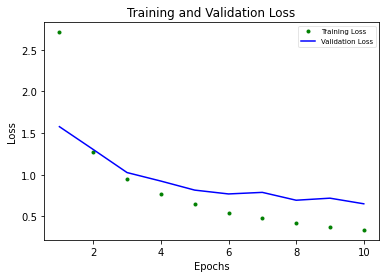 Training and Validation Loss
Training Loss
Validation Loss
2.5
2.0
1.5
1.0
0.5
Loss
2 4 6 8 10
Epochs